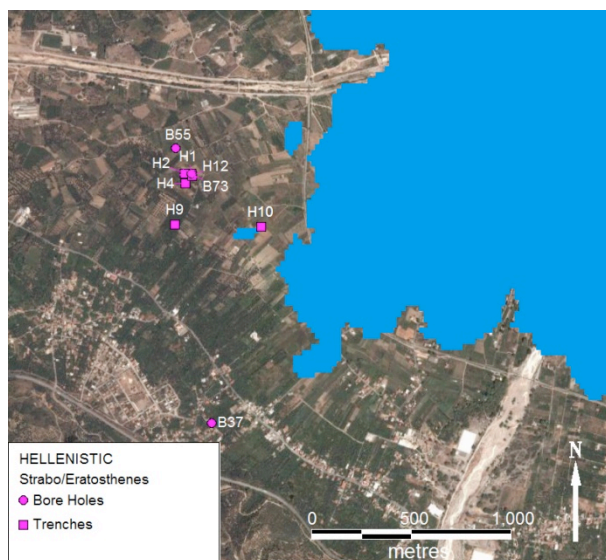 B55
H1
H2
H12
H4
B73
H9
H10
B37
HELLENISTIC
Strabo/Eratosthenes
Bore Holes
Trenches
N
0 500 1,000
metres